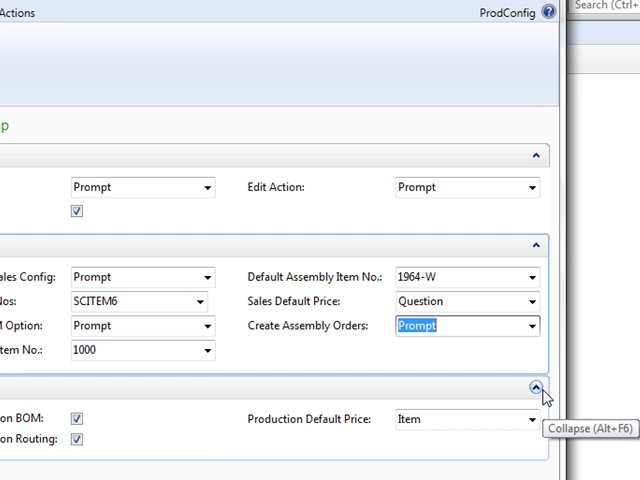 Actions
ProdConfig
Search (Ctrl+
p
Prompt
Edit Action:
Prompt
ales Config:
Prompt
Default Assembly Item No.:
1964-W
Nos:
SCITEM6
Sales Default Price:
Question
M Option:
Prompt
Create Assembly Orders:
Prompt
tem No.:
1000
on BOM:
Production Default Price:
Item
Collapse (Alt+F6)
on Routing: